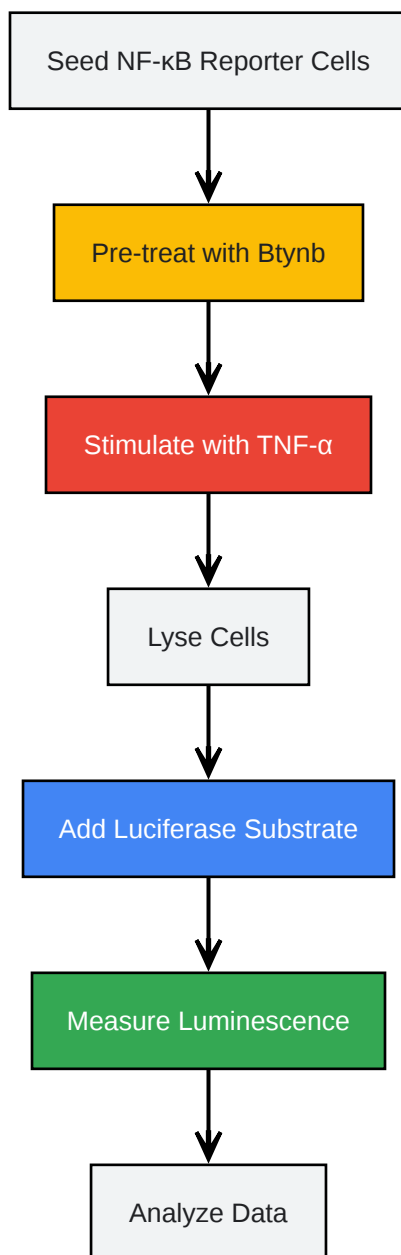 Seed NF-κB Reporter Cells
Pre-treat with Btynb
Stimulate with TNF-α
Lyse Cells
Add Luciferase Substrate
Measure Luminescence
Analyze Data